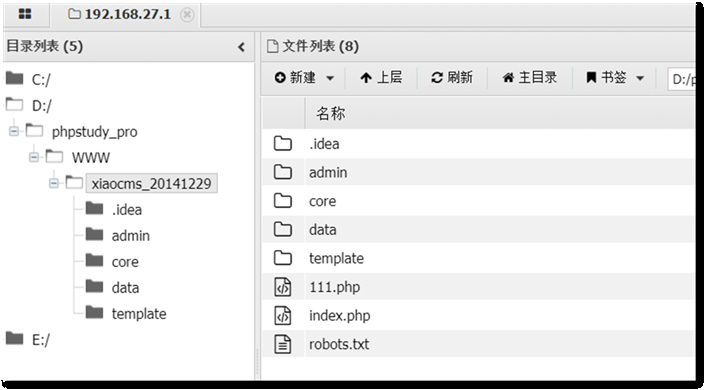 192.168.27.1
目录列表 (5)
C:/
D:/
phpstudy_pro
WWW
xiaocms_20141229
.idea
admin
core
data
template
E:/
文件列表 (8)
新建 上层 刷新 主目录 书签 D:/p
名称
.idea
admin
core
data
template
111.php
index.php
robots.txt